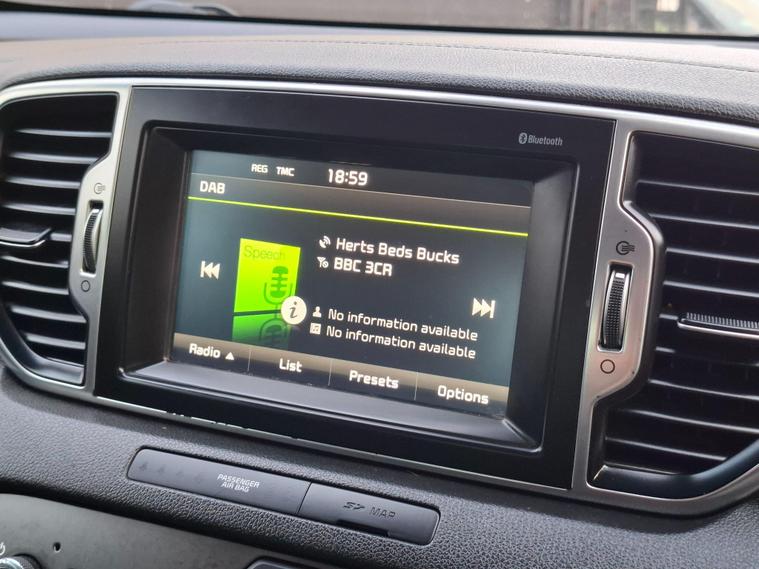 Bluetooth
REG TMC 18:59
DAB
Speech
Herts Beds Bucks
BBC 3CR
i
No information available
No information available
Radio ▲
List
Presets
Options
PASSENGER
AIR BAG
SD MAP